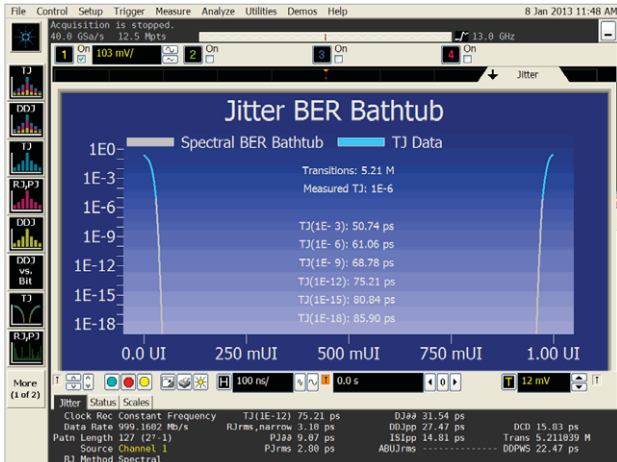 File Control Setup Trigger Measure Analyze Utilities Demos Help 8 Jan 2013 11:48 AM
Acquisition is stopped.
40.0 GSa/s 12.5 Mpts 13.0 GHz
1 On 103 mV/ 2 On 3 On 4 On
Jitter
TJ
DDJ
TJ
RJ,PJ
DDJ
DDJ vs. Bit
TJ
RJ,PJ
More (1 of 2)
Jitter BER Bathtub
Spectral BER Bathtub TJ Data
1E0
1E-3
1E-6
1E-9
1E-12
1E-15
1E-18
Transitions: 5.21 M
Measured TJ: 1E-6
TJ(1E- 3): 50.74 ps
TJ(1E- 6): 61.06 ps
TJ(1E- 9): 68.78 ps
TJ(1E-12): 75.21 ps
TJ(1E-15): 80.84 ps
TJ(1E-18): 85.90 ps
0.0 UI 250 mUI 500 mUI 750 mUI 1.00 UI
H 100 ns/ 0.0 s 0 T 12 mV
Jitter Status Scales
Clock Rec Constant Frequency TJ(1E-12) 75.21 ps DJ∂∂ 31.54 ps
Data Rate 999.1602 Mb/s RJrms,narrow 3.10 ps DDJpp 27.47 ps DCD 15.83 ps
Patn Length 127 (2⁷-1) PJ∂∂ 9.07 ps ISIpp 14.81 ps Trans 5.211039 M
Source Channel 1 PJrms 2.80 ps ABUJrms -------------- DDPWS 22.47 ps
RJ Method Spectral